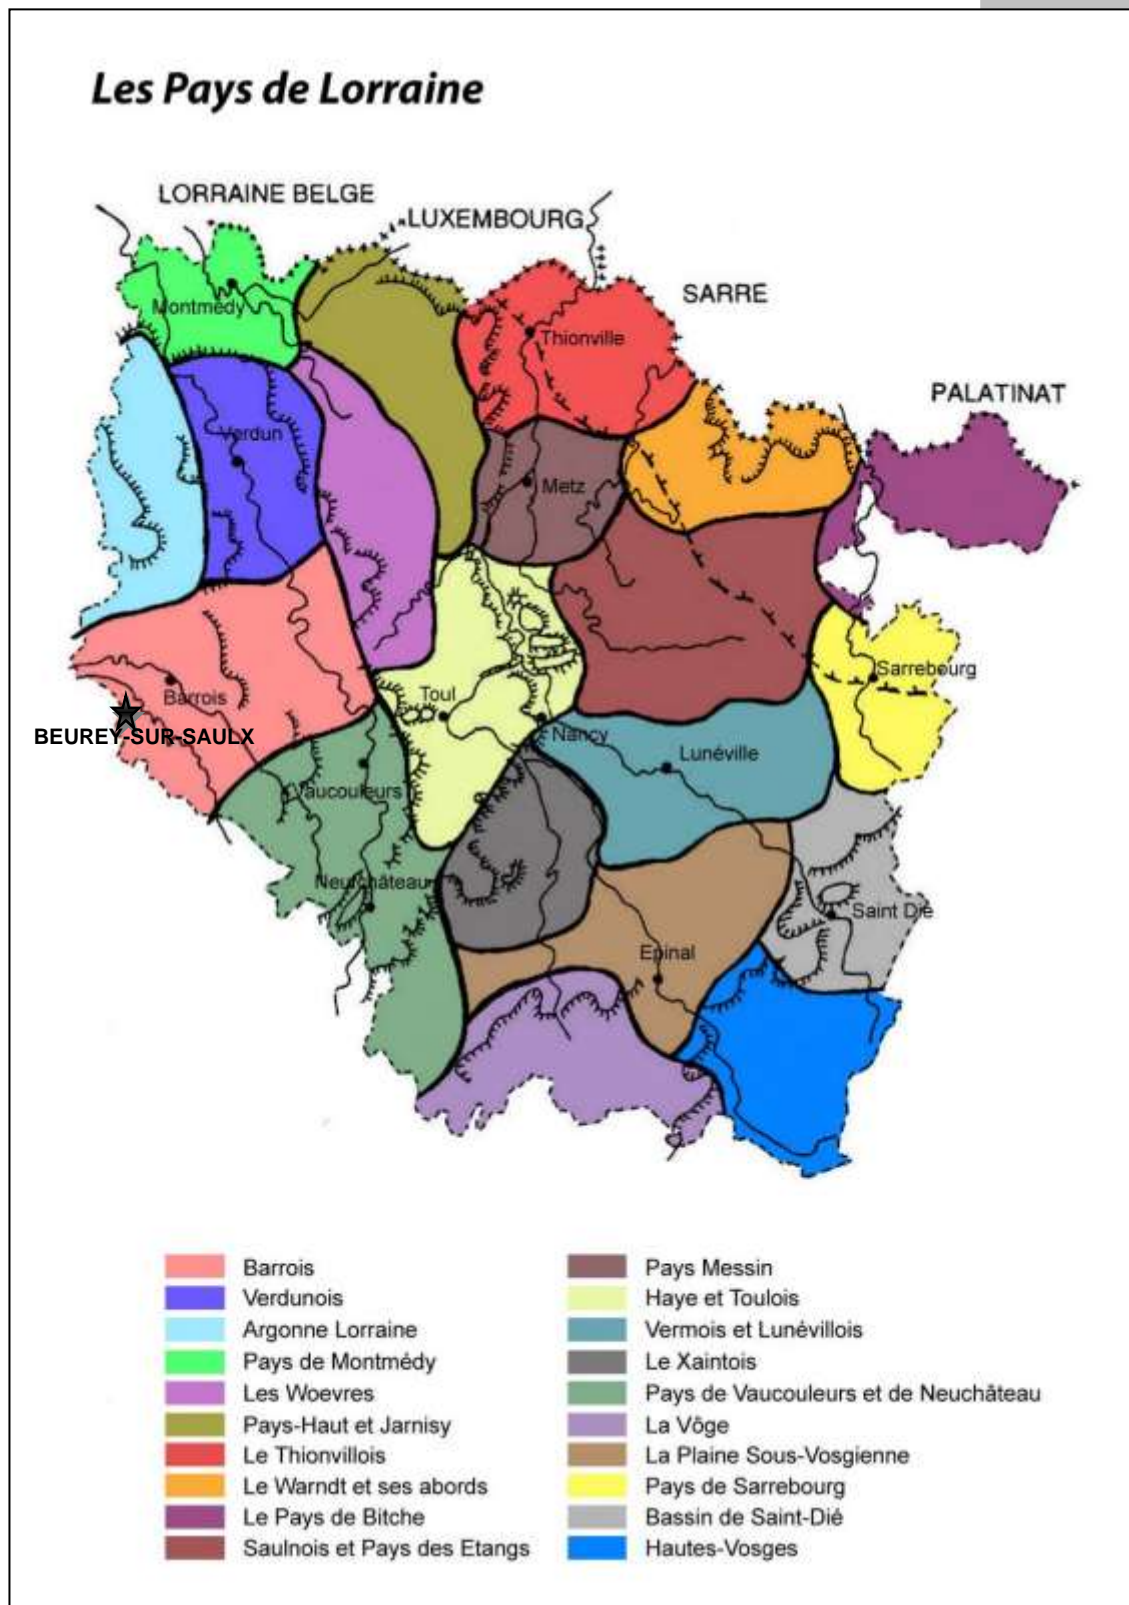 Les Pays de Lorraine
LORRAINE BELGE
LUXEMBOURG
SARRE
PALATINAT
Montmédy
Thionville
Verdun
Metz
Sarrebourg
Barrois
Toul
BEUREY-SUR-SAULX
Nancy
Lunéville
Vaucouleurs
Neufchâteau
Saint Dié
Epinal
Barrois
Verdunois
Argonne Lorraine
Pays de Montmédy
Les Woevres
Pays-Haut et Jarnisy
Le Thionvillois
Le Warndt et ses abords
Le Pays de Bitche
Saulnois et Pays des Etangs
Pays Messin
Haye et Toulois
Vermois et Lunévillois
Le Xaintois
Pays de Vaucouleurs et de Neuchâteau
La Vôge
La Plaine Sous-Vosgienne
Pays de Sarrebourg
Bassin de Saint-Dié
Hautes-Vosges